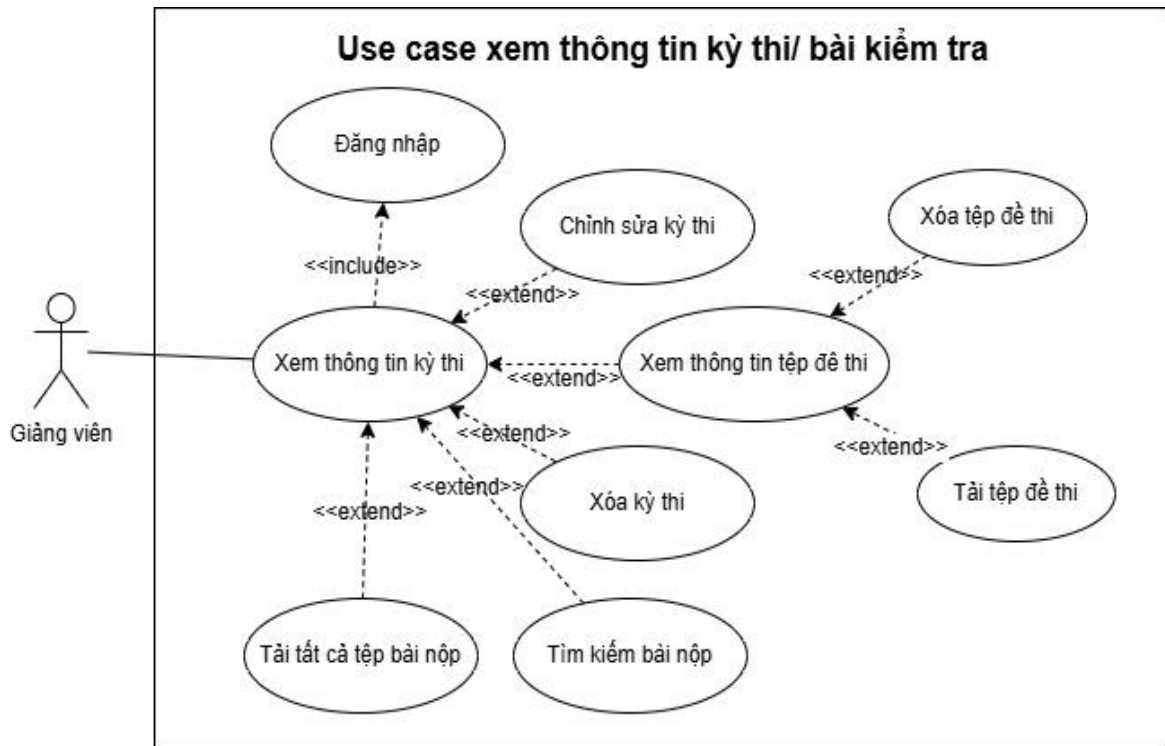 Use case xem thông tin kỳ thi/ bài kiểm tra
Đăng nhập
Chỉnh sửa kỳ thi
Xóa tệp đề thi
<<include>>
<<extend>>
<<extend>>
Xem thông tin kỳ thi
<<extend>>
Xem thông tin tệp đề thi
Giảng viên
<<extend>>
<<extend>>
<<extend>>
Xóa kỳ thi
Tải tệp đề thi
<<extend>>
Tải tất cả tệp bài nộp
Tìm kiếm bài nộp